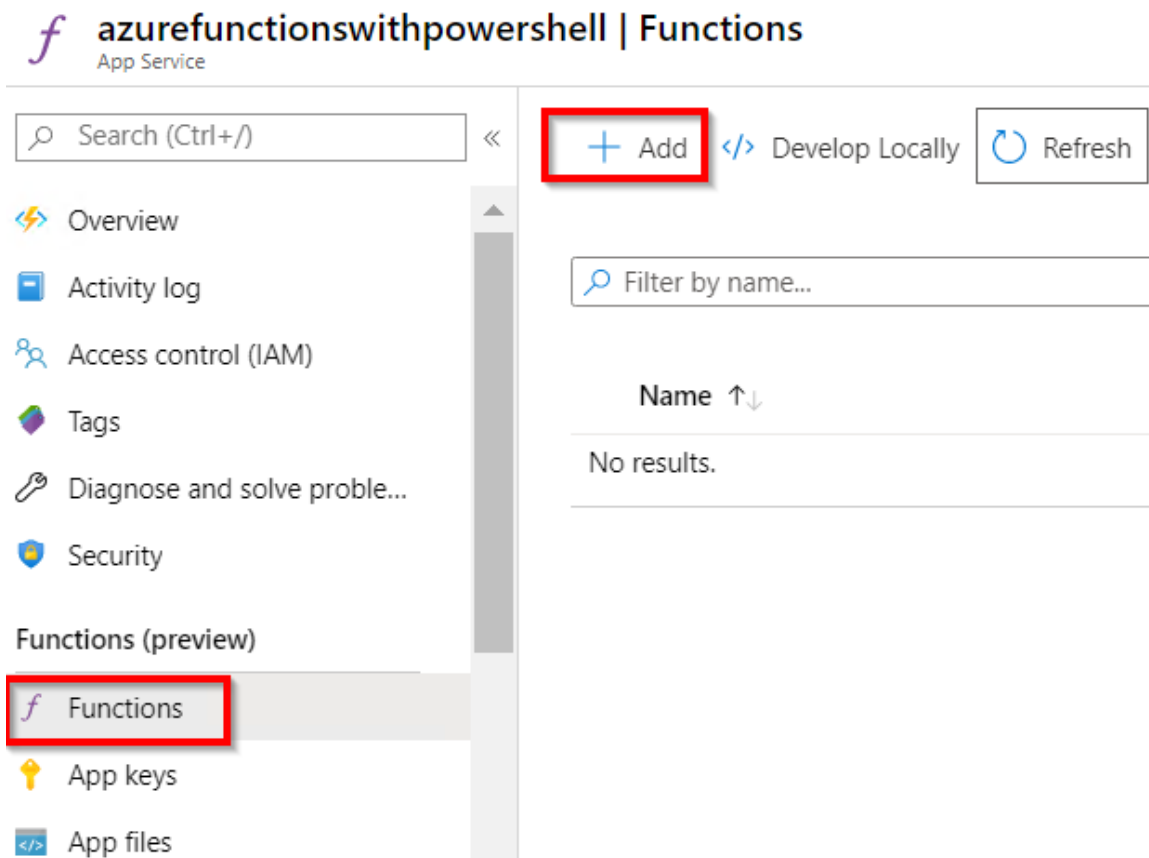 azurefunctionswithpowershell | Functions
App Service
Search (Ctrl+/)
Overview
Activity log
Access control (IAM)
Tags
Diagnose and solve proble...
Security
Functions (preview)
Functions
App keys
App files
Add
Develop Locally
Refresh
Filter by name...
Name
No results.